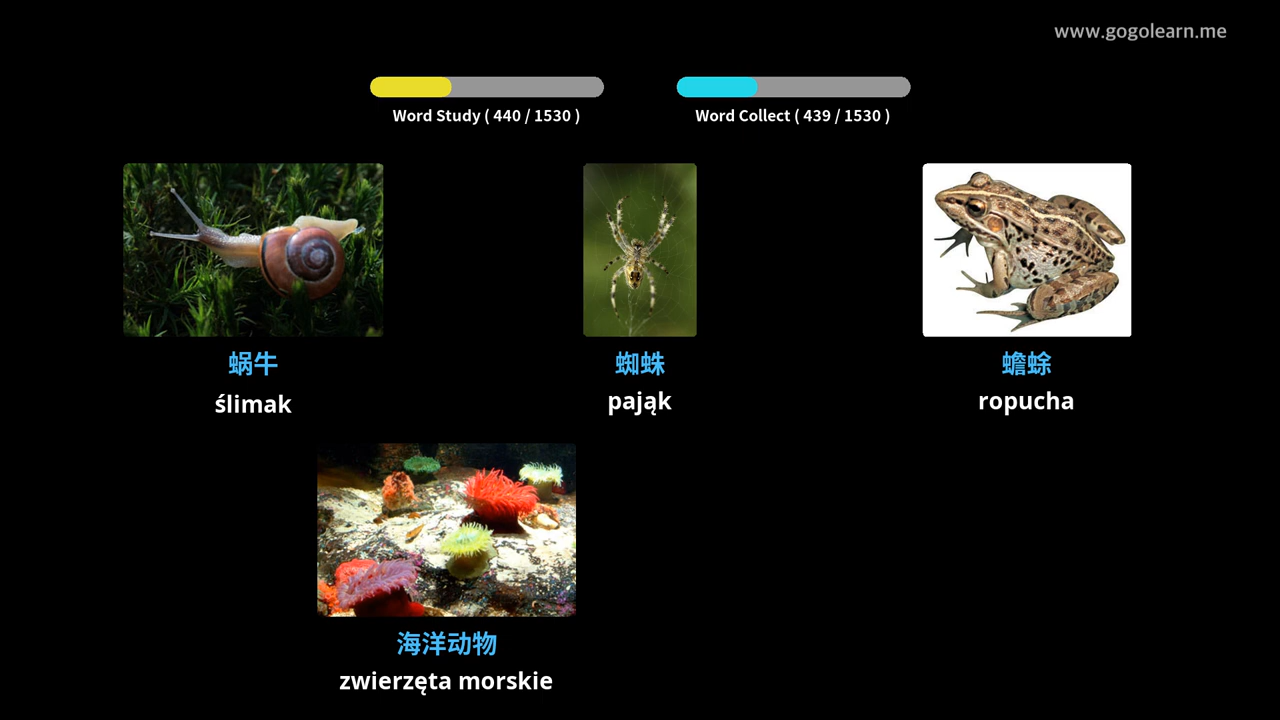 www.gogolearn.me
Word Study ( 440 / 1530 )
Word Collect ( 439 / 1530 )
蜗牛
蜘蛛
蟾蜍
ślimak
pająk
ropucha
海洋动物
zwierzęta morskie